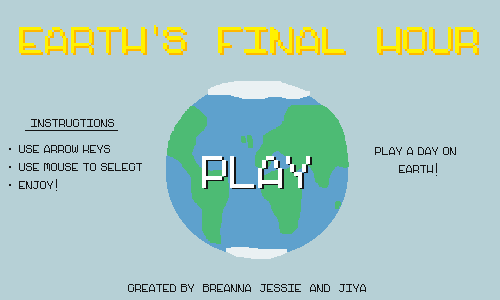 EARTH'S FINAL HOUR
INSTRUCTIONS
• USE ARROW KEYS
• USE MOUSE TO SELECT
• ENJOY!
PLAY
PLAY A DAY ON
EARTH!
CREATED BY BREANNA JESSIE AND JIYA